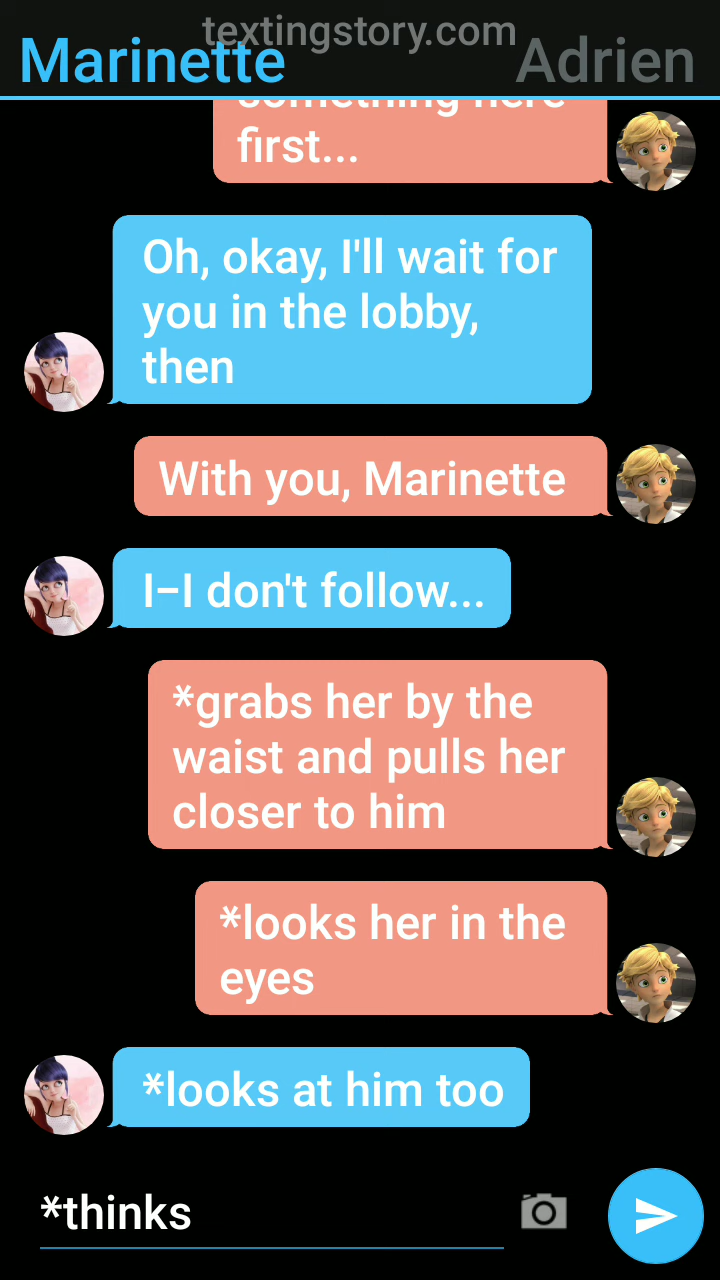 textingstory.com
Marinette
Adrien
something here
first...
Oh, okay, I'll wait for
you in the lobby,
then
With you, Marinette
I–I don't follow...
*grabs her by the
waist and pulls her
closer to him
*looks her in the
eyes
*looks at him too
*thinks